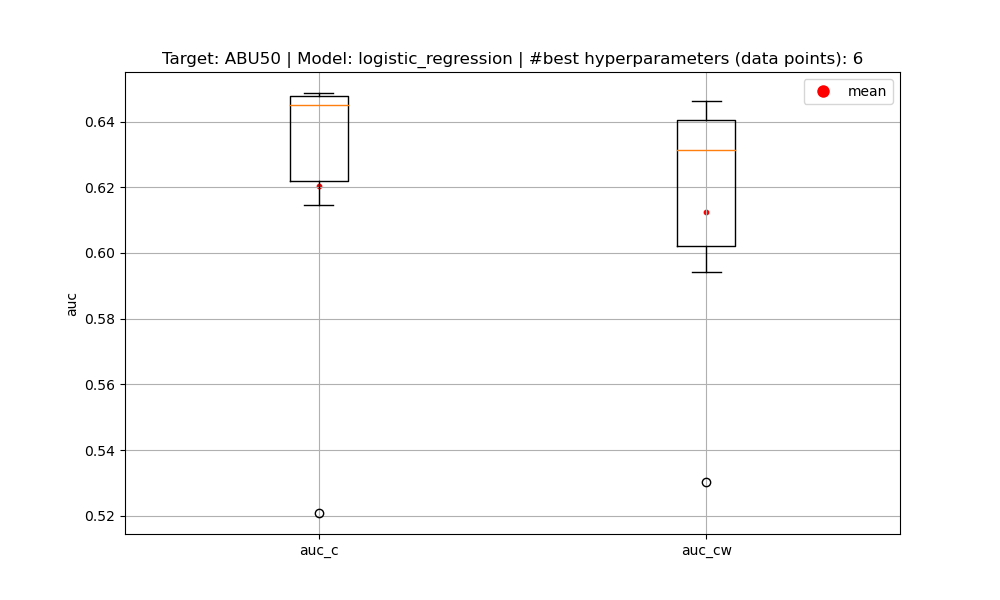 Target: ABU50 | Model: logistic_regression | #best hyperparameters (data points): 6
mean
0.64
0.62
0.60
0.58
0.56
0.54
0.52
auc
auc_c
auc_cw